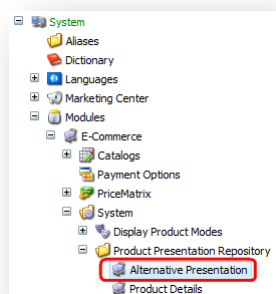 System
Aliases
Dictionary
Languages
Marketing Center
Modules
E-Commerce
Catalogs
Payment Options
PriceMatrix
System
Display Product Modes
Product Presentation Repository
Alternative Presentation
Product Details